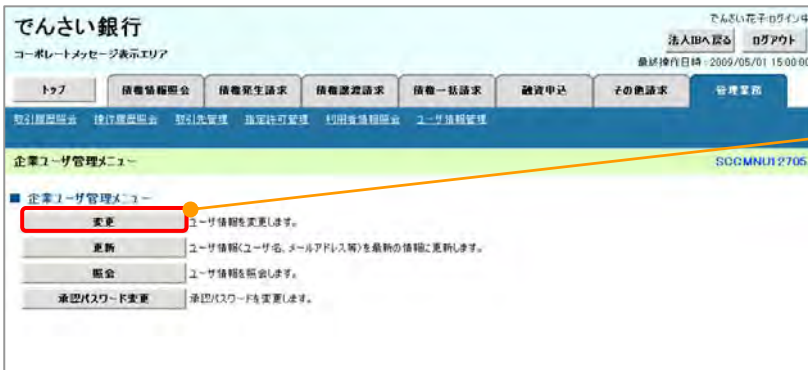 でんさい銀行
コーポレートメッセージ表示エリア
でんさい花子:ログイン中
法人IBへ戻る ログアウト
最終操作日時:2009/05/01 15:00:00
トップ 債権情報照会 債権発生請求 債権譲渡請求 債権一括請求 融資申込 その他請求 管理業務
取引履歴照会 操作履歴照会 取引先管理 指定許可管理 利用者情報照会 ユーザ情報管理
企業ユーザ管理メニュー SCCMNU12705
■ 企業ユーザ管理メニュー
変更 ユーザ情報を変更します。
更新 ユーザ情報(ユーザ名、メールアドレス等)を最新の情報に更新します。
照会 ユーザ情報を照会します。
承認パスワード変更 承認パスワードを変更します。